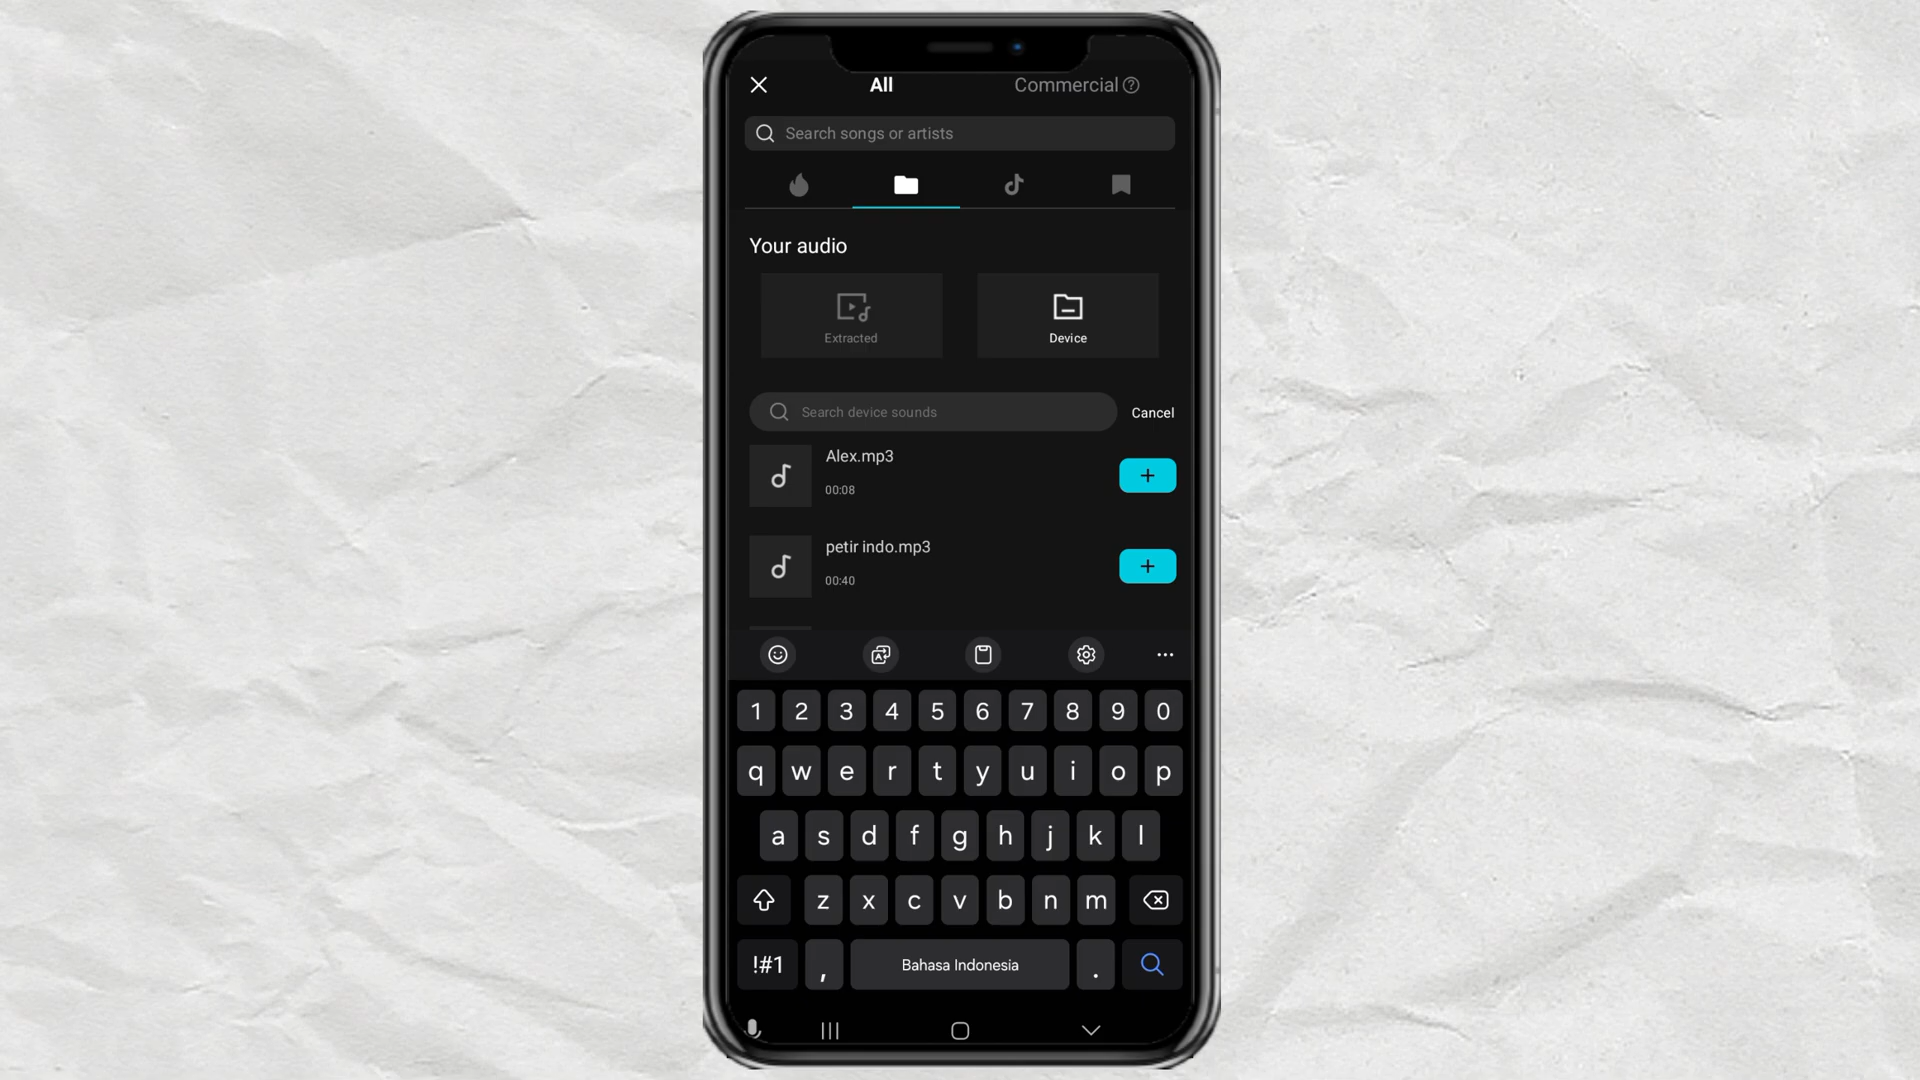 All
Commercial
Search songs or artists
Your audio
Extracted
Device
Search device sounds
Cancel
Alex.mp3
+
00:08
petir indo.mp3
+
00:40
1 2 3 4 5 6 7 8 9 0
q w e r t y u i o p
a s d f g h j k l
z x c v b n m
!#1 , Bahasa Indonesia .